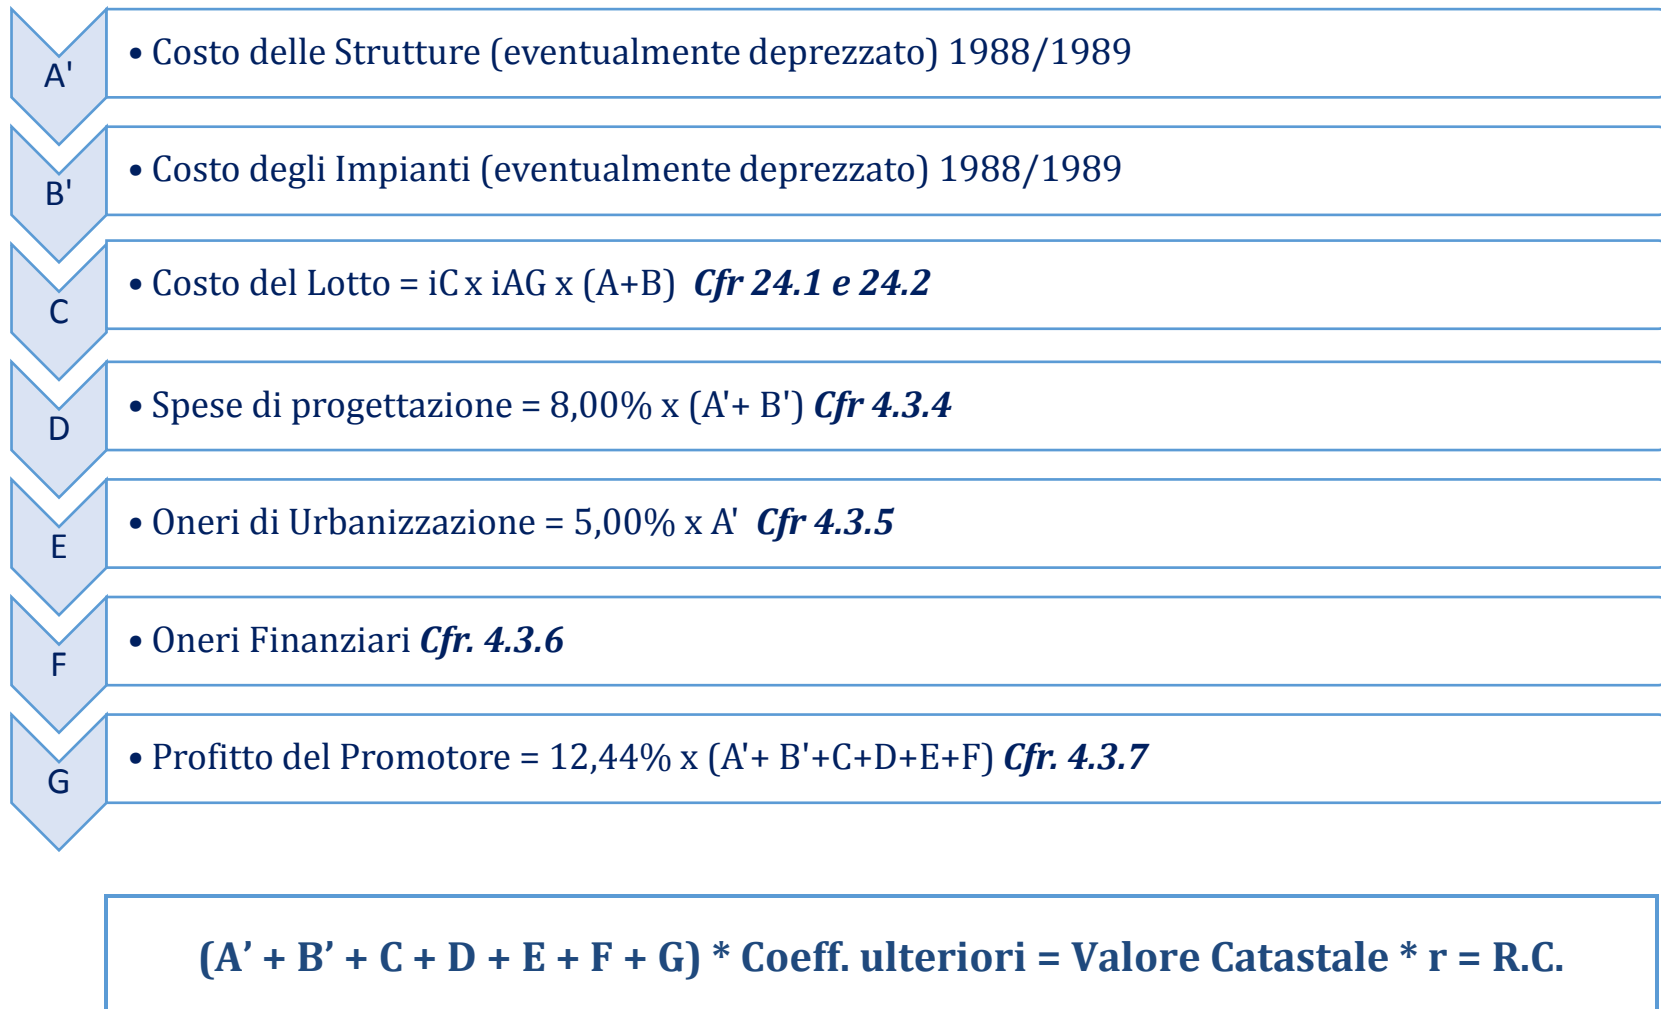 A'
• Costo delle Strutture (eventualmente deprezzato) 1988/1989
B'
• Costo degli Impianti (eventualmente deprezzato) 1988/1989
C
• Costo del Lotto = iC x iAG x (A+B) Cfr 24.1 e 24.2
D
• Spese di progettazione = 8,00% x (A'+ B') Cfr 4.3.4
E
• Oneri di Urbanizzazione = 5,00% x A' Cfr 4.3.5
F
• Oneri Finanziari Cfr. 4.3.6
G
• Profitto del Promotore = 12,44% x (A'+ B'+C+D+E+F) Cfr. 4.3.7
(A’ + B’ + C + D + E + F + G) * Coeff. ulteriori = Valore Catastale * r = R.C.